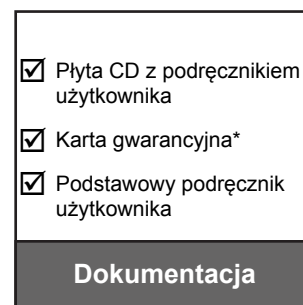 Płyta CD z podręcznikiem
użytkownika
Karta gwarancyjna*
Podstawowy podręcznik
użytkownika
Dokumentacja